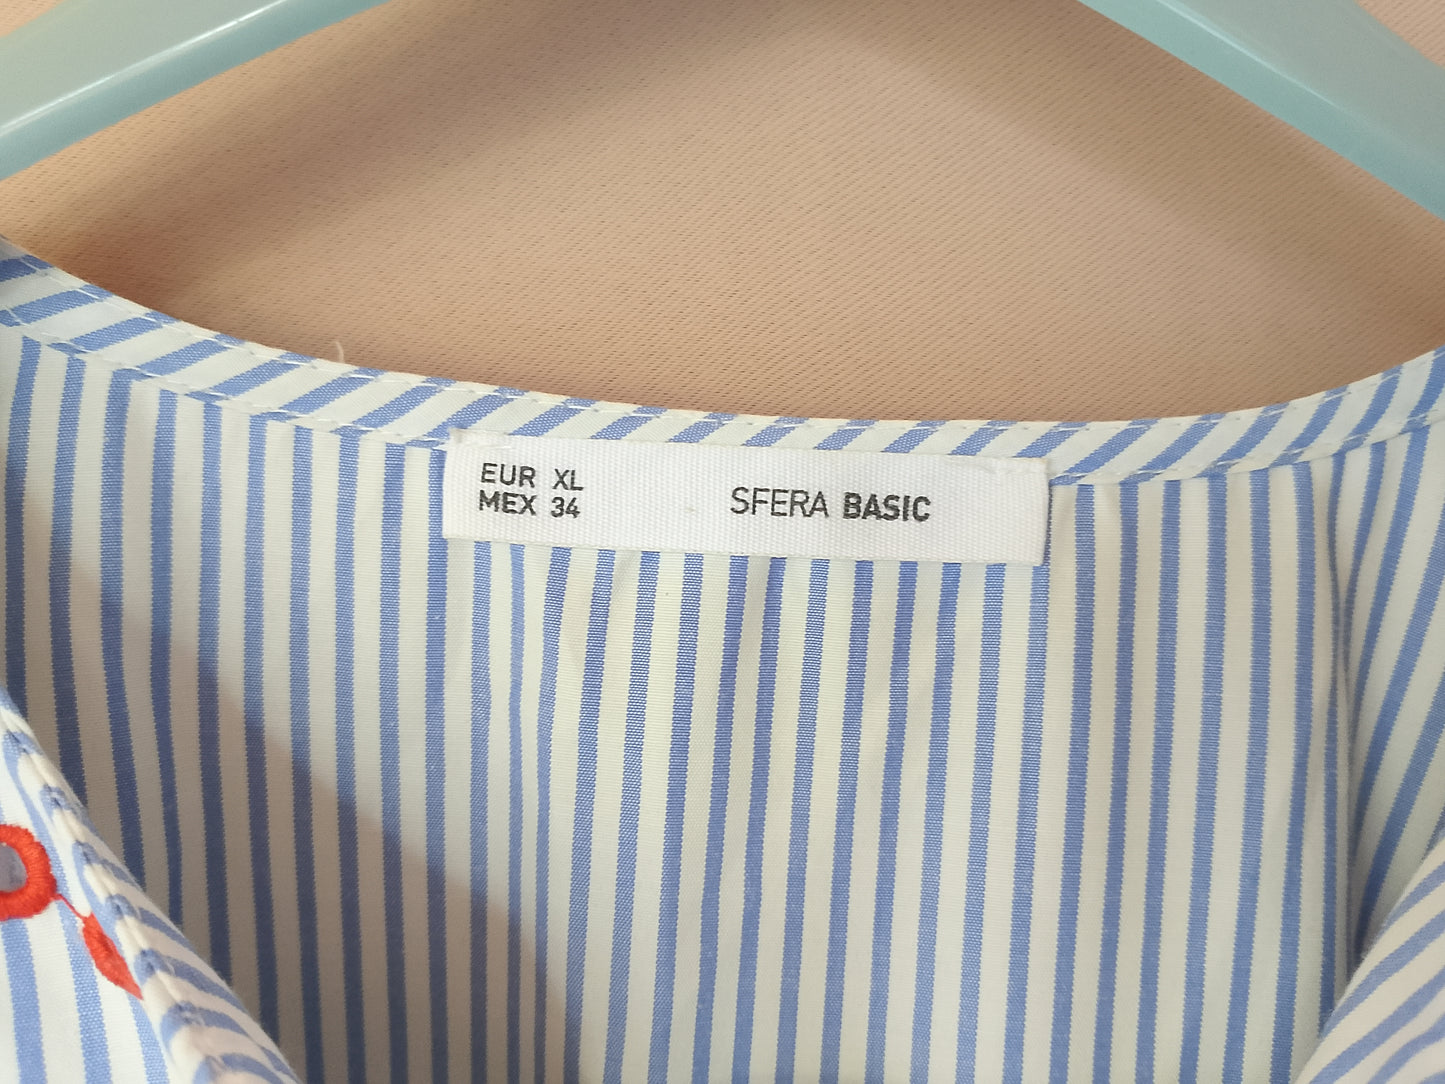 EUR XL
MEX 34
SFERA BASIC